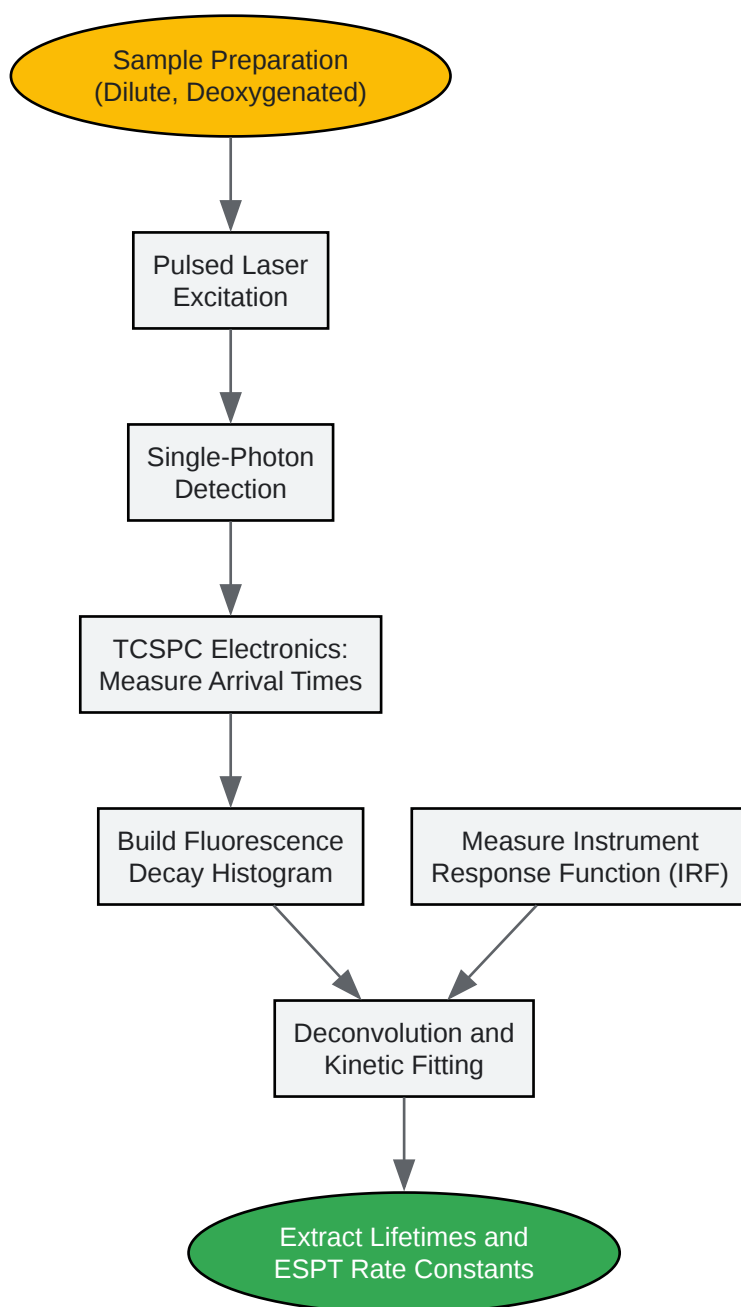 Sample Preparation
(Dilute, Deoxygenated)
Pulsed Laser
Excitation
Single-Photon
Detection
TCSPC Electronics:
Measure Arrival Times
Build Fluorescence
Decay Histogram
Measure Instrument
Response Function (IRF)
Deconvolution and
Kinetic Fitting
Extract Lifetimes and
ESPT Rate Constants